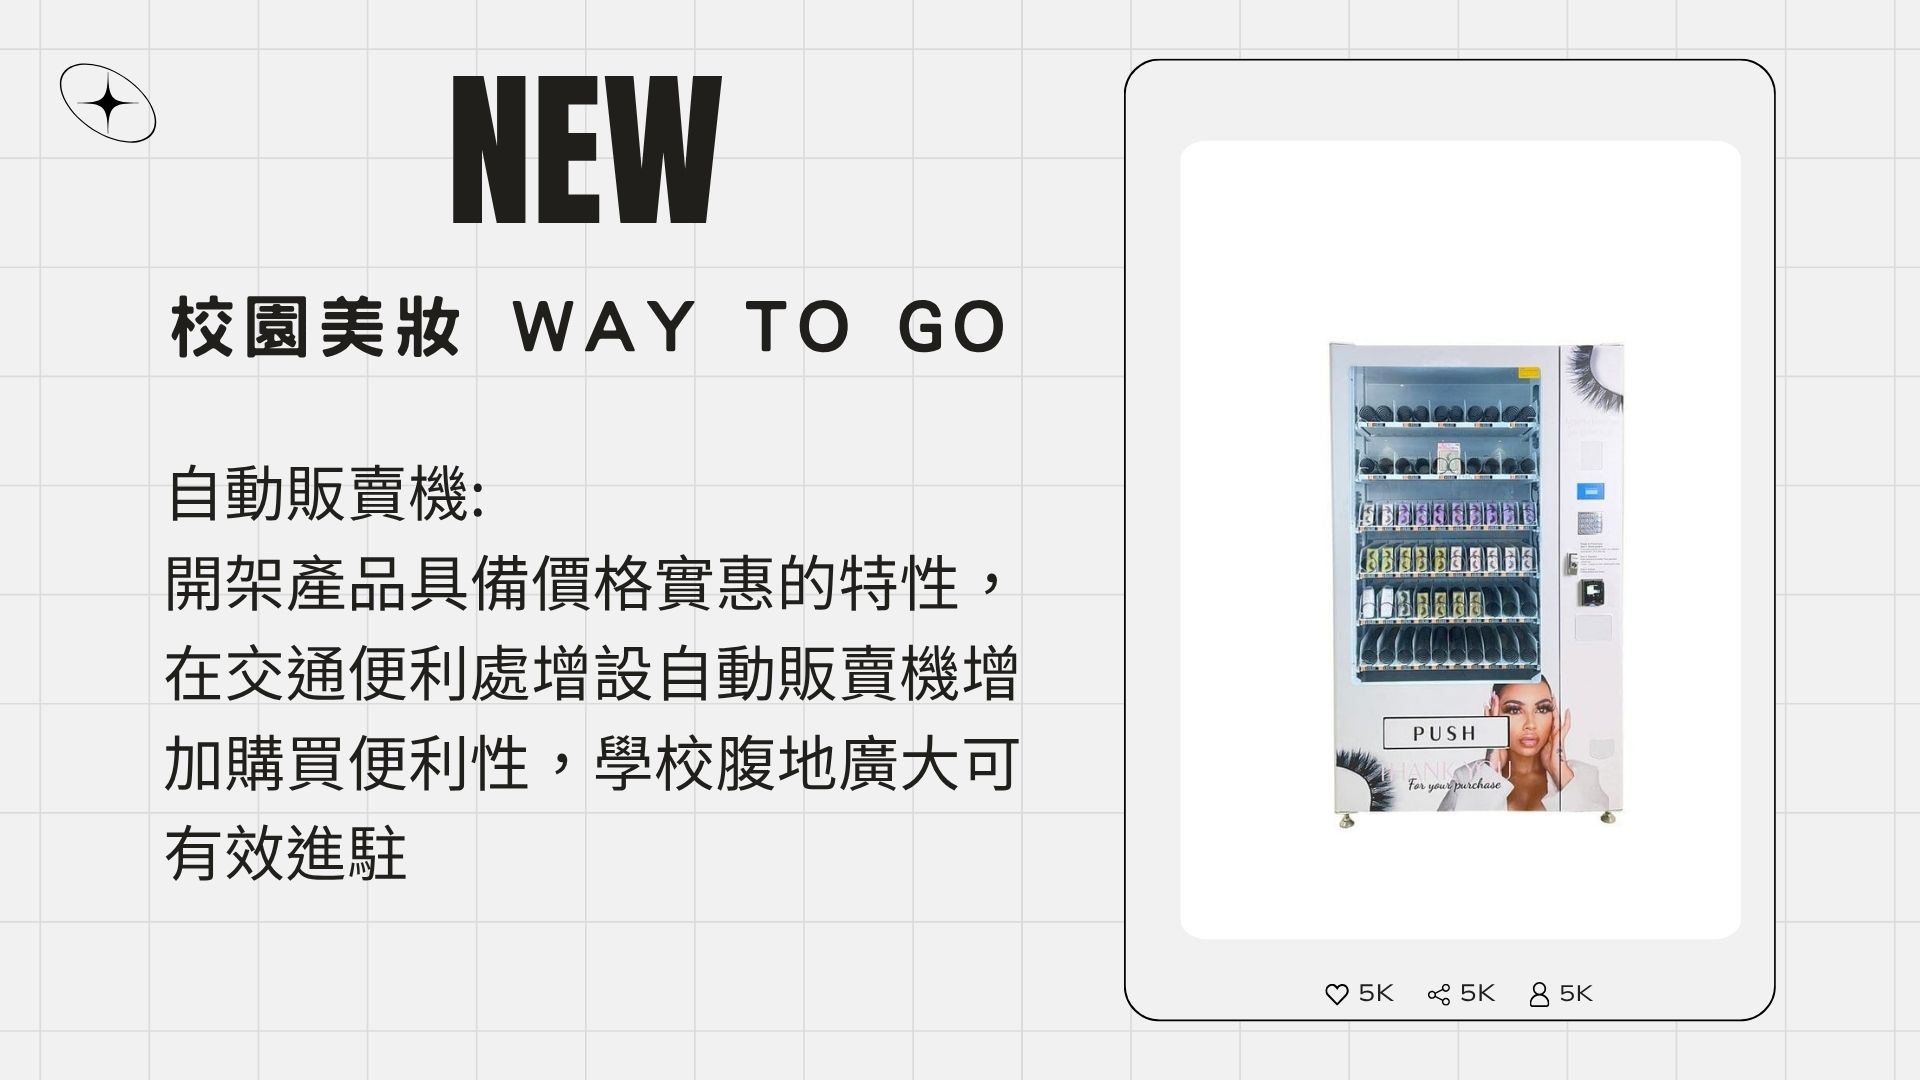 NEW
校園美妝 WAY TO GO
自動販賣機:
開架產品具備價格實惠的特性，
在交通便利處增設自動販賣機增
加購買便利性，學校腹地廣大可
有效進駐
PUSH
THANK YOU
For your purchase
5K 5K 5K